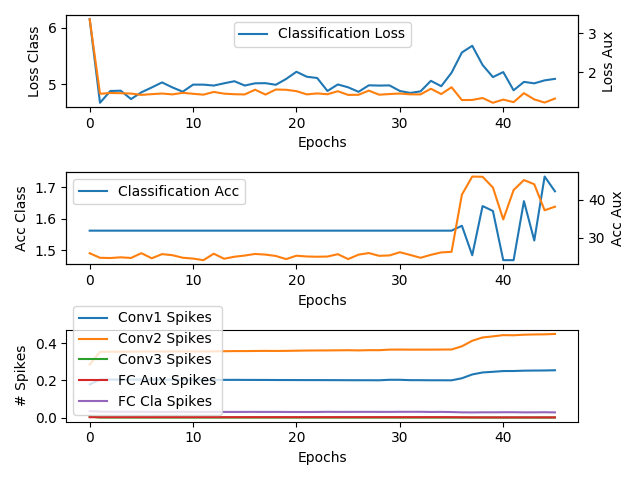 6
5
Loss Class
Classification Loss
3
2
Loss Aux
0 10 20 30 40
Epochs
1.7
1.6
1.5
Acc Class
Classification Acc
40
30
Acc Aux
0 10 20 30 40
Epochs
0.4
0.2
0.0
# Spikes
Conv1 Spikes
Conv2 Spikes
Conv3 Spikes
FC Aux Spikes
FC Cla Spikes
0 10 20 30 40
Epochs